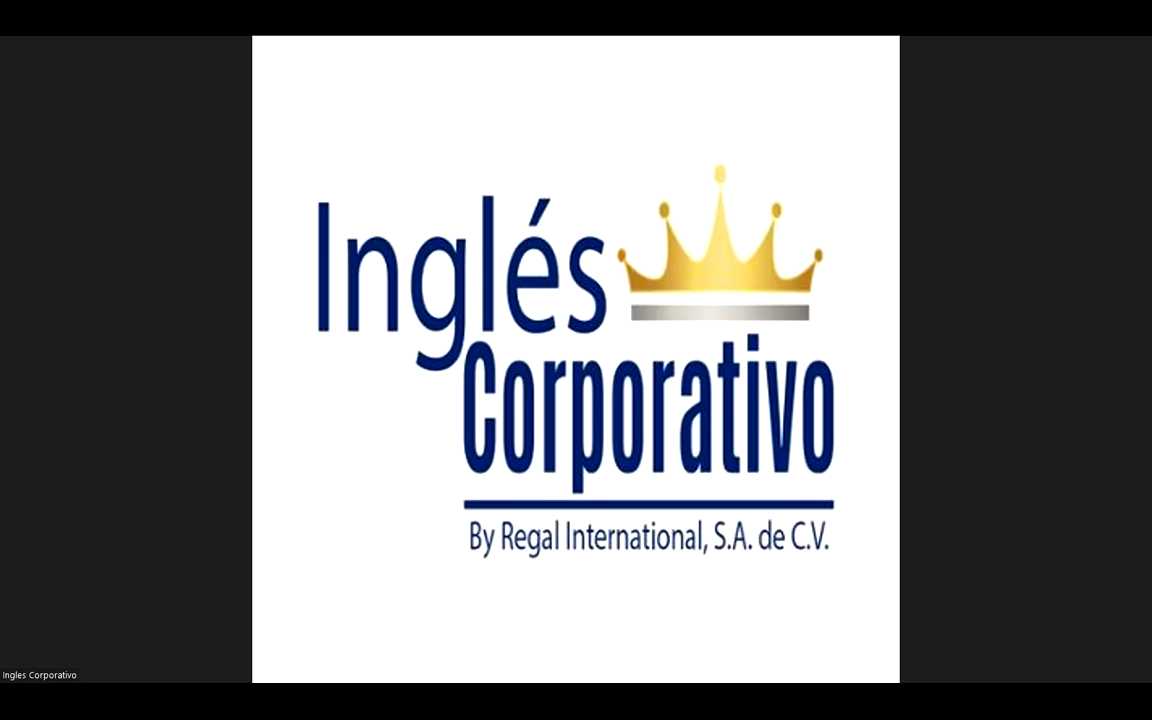 Inglés
Corporativo
By Regal International, S.A. de C.V.
Ingles Corporativo